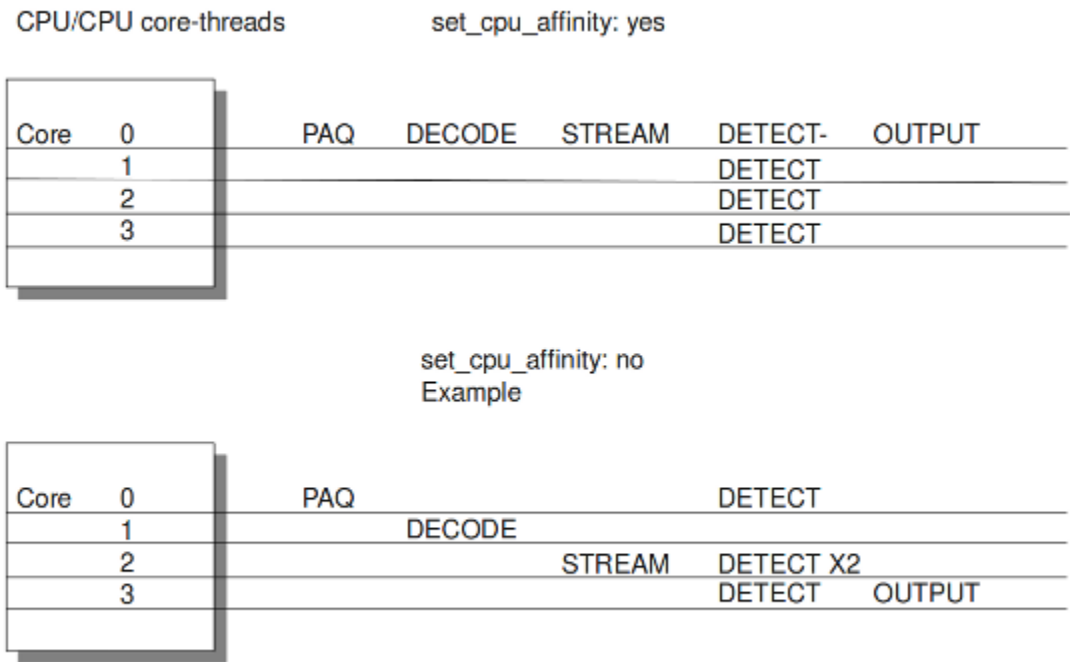 CPU/CPU core-threads set_cpu_affinity: yes
Core 0 PAQ DECODE STREAM DETECT- OUTPUT
1 DETECT
2 DETECT
3 DETECT
set_cpu_affinity: no
Example
Core 0 PAQ DETECT
1 DECODE
2 STREAM DETECT X2
3 DETECT OUTPUT